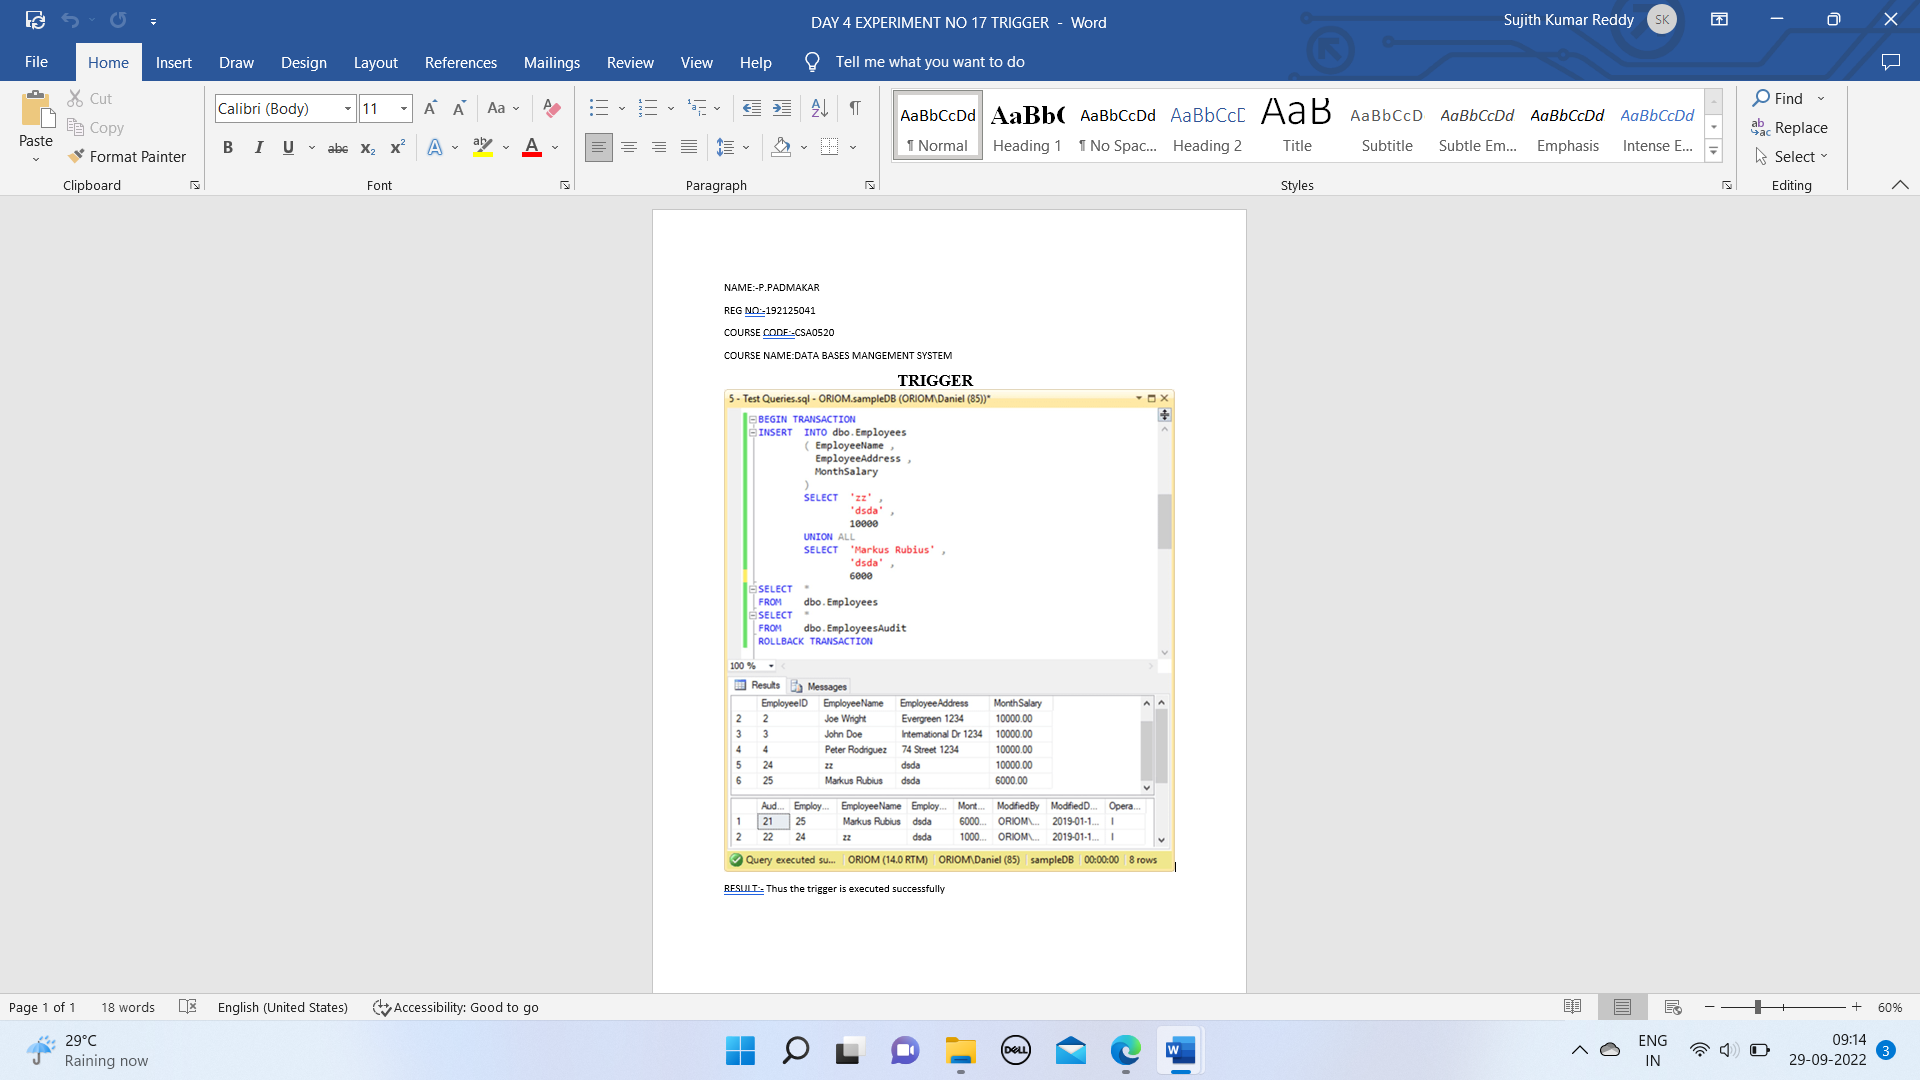 DAY 4 EXPERIMENT NO 17 TRIGGER - Word
Sujith Kumar Reddy SK
File Home Insert Draw Design Layout References Mailings Review View Help Tell me what you want to do
Paste
Cut
Copy
Format Painter
Clipboard
Calibri (Body) 11
Font
Paragraph
AaBbCcDd AaBbC AaBbCcDd AaBbCcD AaB AaBbCcD AaBbCcDd AaBbCcDd AaBbCcDd
¶ Normal Heading 1 ¶ No Spac... Heading 2 Title Subtitle Subtle Em... Emphasis Intense E...
Styles
Find
Replace
Select
Editing
NAME:-P.PADMAKAR
REG NO:-192125041
COURSE CODE:-CSA0520
COURSE NAME:DATA BASES MANGEMENT SYSTEM
TRIGGER
5 - Test Queries.sql - ORIOM.sampleDB (ORIOM\Daniel (85))*
BEGIN TRANSACTION
INSERT INTO dbo.Employees
( EmployeeName ,
EmployeeAddress ,
MonthSalary
)
SELECT 'zz' ,
'dsda' ,
10000
UNION ALL
SELECT 'Markus Rubius' ,
'dsda' ,
6000
SELECT *
FROM dbo.Employees
SELECT *
FROM dbo.EmployeesAudit
ROLLBACK TRANSACTION
100 %
Results Messages
EmployeeID EmployeeName EmployeeAddress MonthSalary
2 2 Joe Wright Evergreen 1234 10000.00
3 3 John Doe International Dr 1234 10000.00
4 4 Peter Rodriguez 74 Street 1234 10000.00
5 24 zz dsda 10000.00
6 25 Markus Rubius dsda 6000.00
Aud... Employ... EmployeeName Employ... Mont... ModifiedBy ModifiedD... Opera...
1 21 25 Markus Rubius dsda 6000... ORIOM\... 2019-01-1... I
2 22 24 zz dsda 1000... ORIOM\... 2019-01-1... I
Query executed su... ORIOM (14.0 RTM) ORIOM\Daniel (85) sampleDB 00:00:00 8 rows
RESULT:- Thus the trigger is executed successfully
Page 1 of 1 18 words English (United States) Accessibility: Good to go 60%
29°C
Raining now
DELL
ENG
IN
09:14
29-09-2022
3